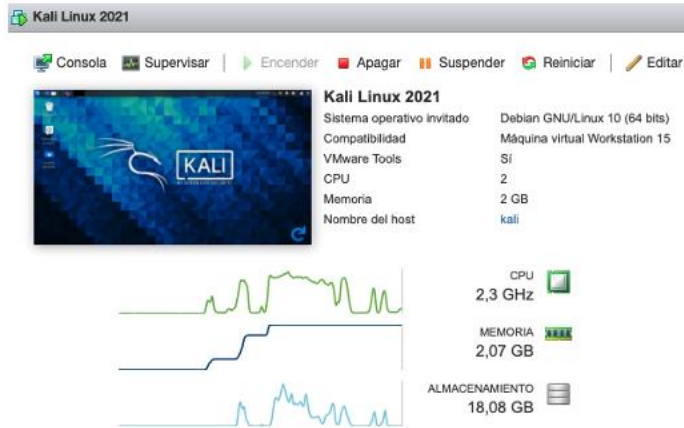 Kali Linux 2021
Consola Supervisar Encender Apagar Suspender Reiniciar Editar
Kali Linux 2021
Sistema operativo invitado Debian GNU/Linux 10 (64 bits)
Compatibilidad Máquina virtual Workstation 15
VMware Tools Sí
CPU 2
Memoria 2 GB
Nombre del host kali
KALI
CPU
2,3 GHz
MEMORIA
2,07 GB
ALMACENAMIENTO
18,08 GB